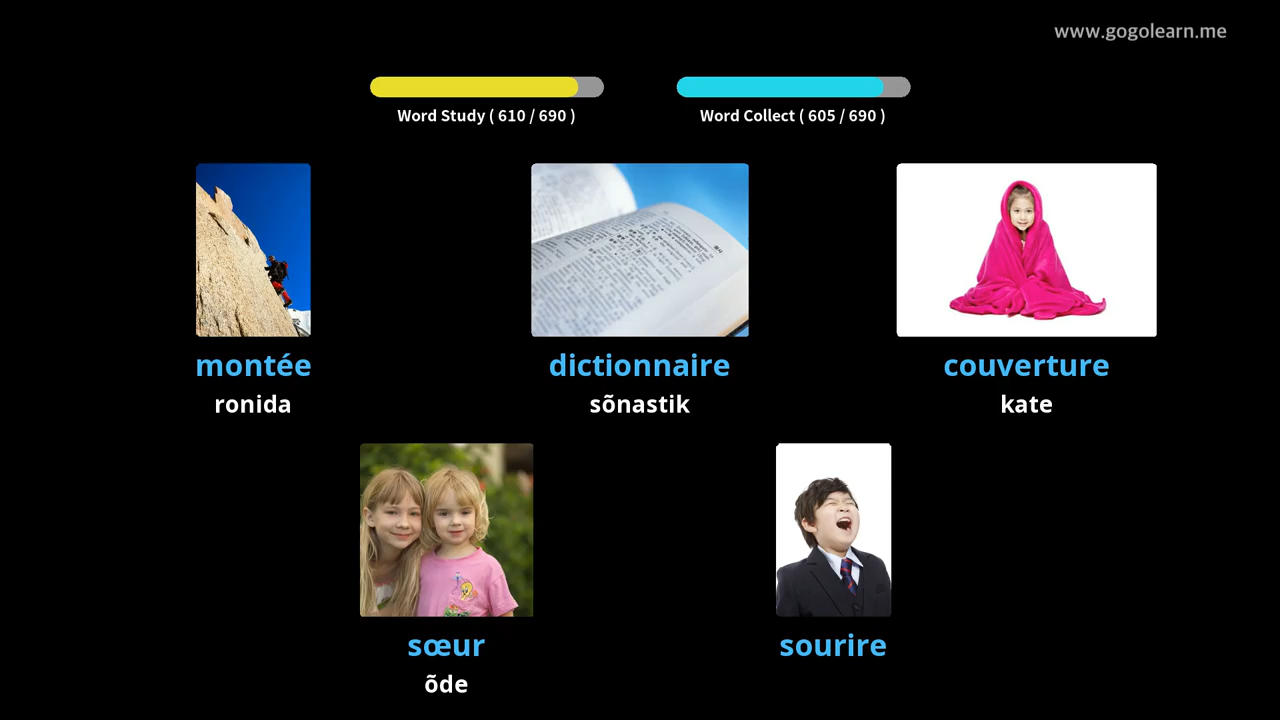 www.gogolearn.me
Word Study ( 610 / 690 )
Word Collect ( 605 / 690 )
montée
dictionnaire
couverture
ronida
sõnastik
kate
sœur
sourire
õde